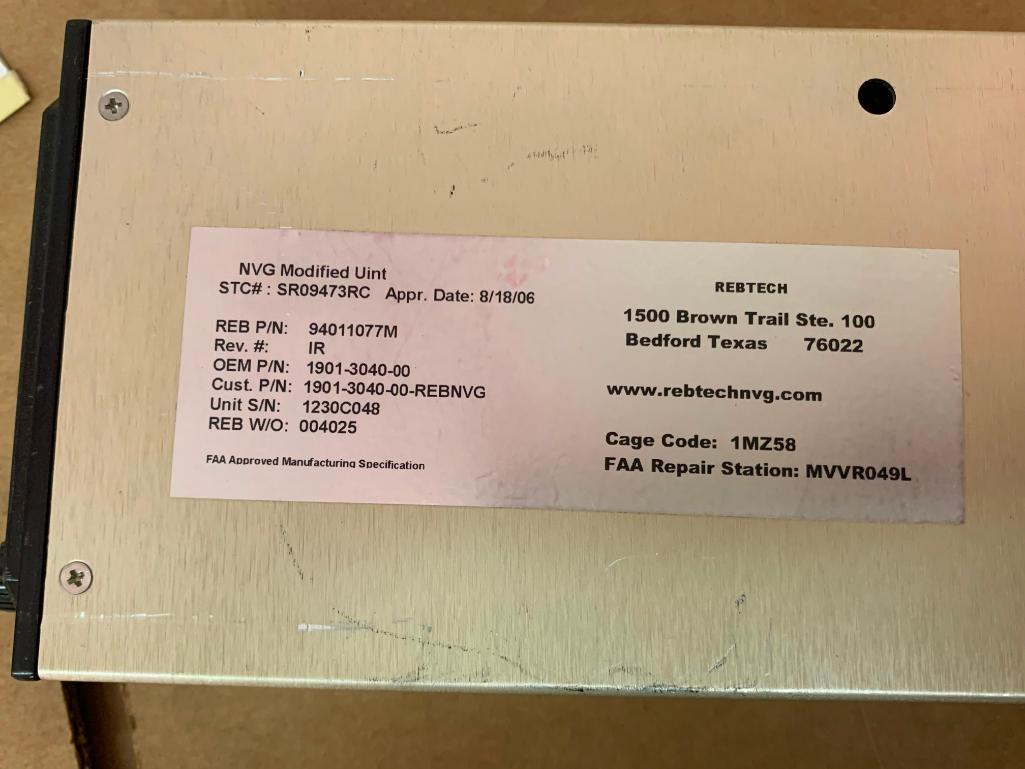 NVG Modified Uint
STC# : SR09473RC Appr. Date: 8/18/06
REB P/N: 94011077M
Rev. #: IR
OEM P/N: 1901-3040-00
Cust. P/N: 1901-3040-00-REBNVG
Unit S/N: 1230C048
REB W/O: 004025
FAA Approved Manufacturing Specification
REBTECH
1500 Brown Trail Ste. 100
Bedford Texas 76022
www.rebtechnvg.com
Cage Code: 1MZ58
FAA Repair Station: MVVR049L